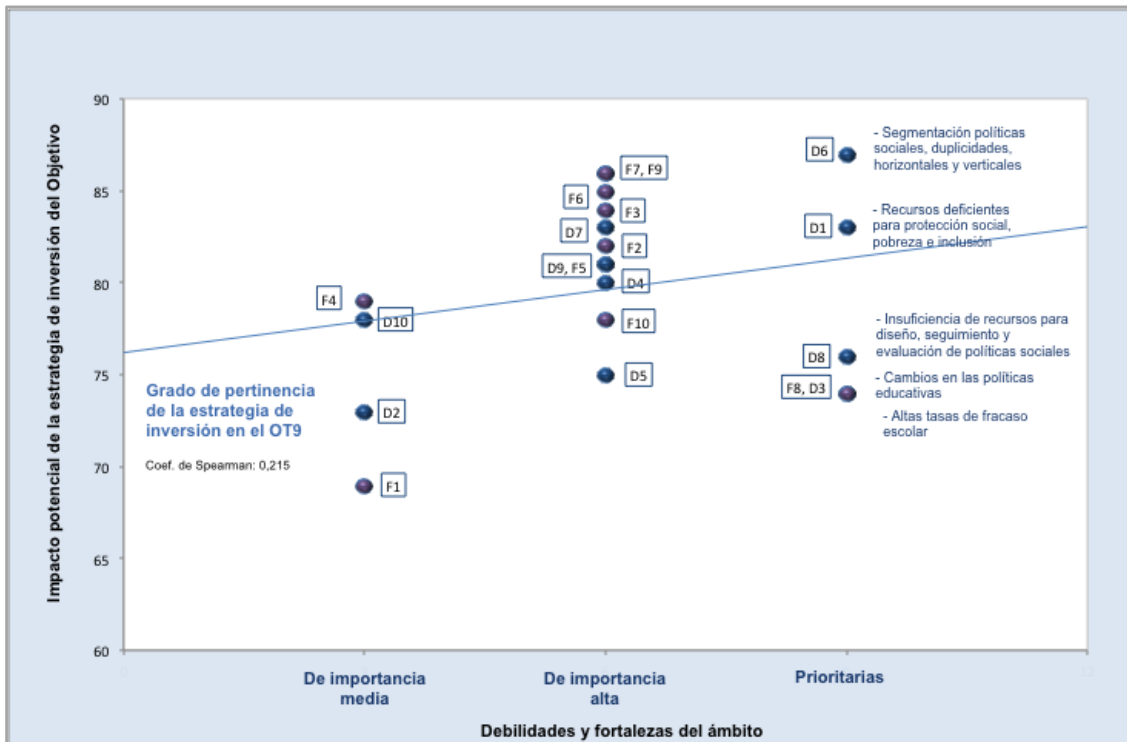 Impacto potencial de la estrategia de inversión del Objetivo
90
85
80
75
70
65
60
F7, F9
F6
F3
D7
F2
D9, F5
D4
F10
D5
F4
D10
D2
F1
D6
D1
D8
F8, D3
- Segmentación políticas
sociales, duplicidades,
horizontales y verticales
- Recursos deficientes
para protección social,
pobreza e inclusión
- Insuficiencia de recursos para
diseño, seguimiento y
evaluación de políticas sociales
- Cambios en las políticas
educativas
- Altas tasas de fracaso
escolar
Grado de pertinencia
de la estrategia de
inversión en el OT9
Coef. de Spearman: 0,215
De importancia
media
De importancia
alta
Prioritarias
Debilidades y fortalezas del ámbito